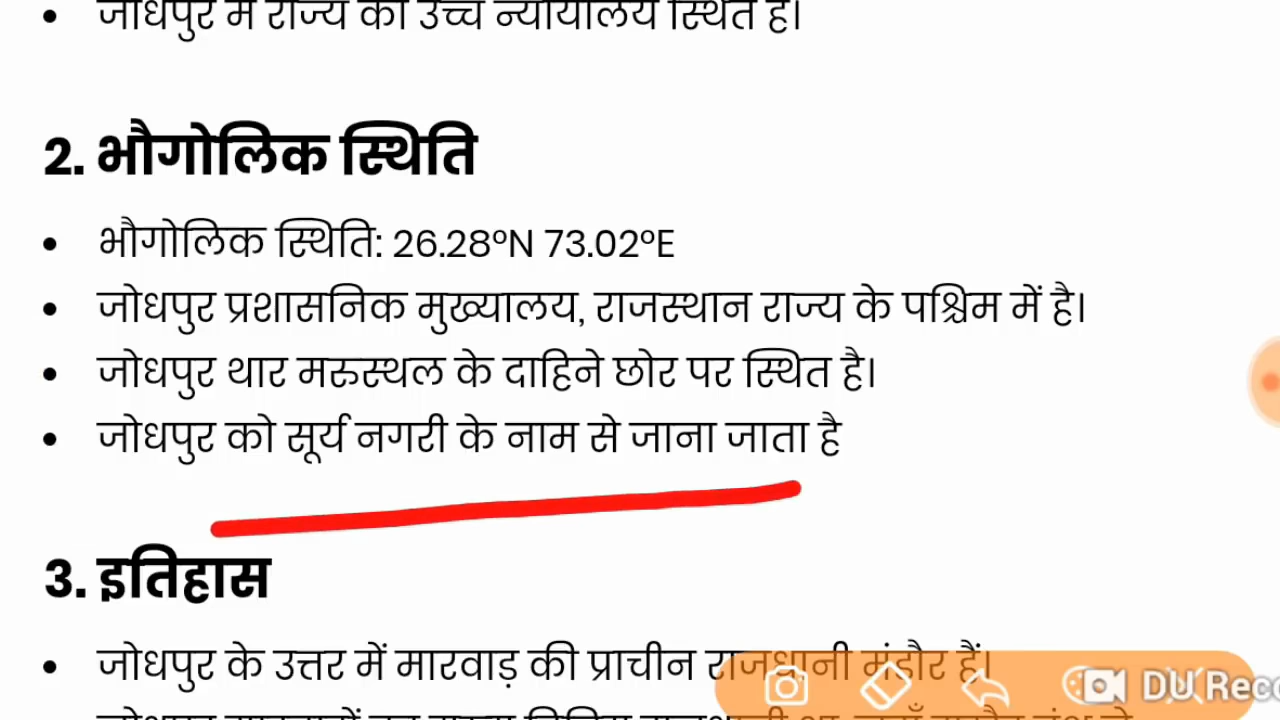 जोधपुर में राज्य का उच्च न्यायालय स्थित है।
2. भौगोलिक स्थिति
• भौगोलिक स्थिति: 26.28°N 73.02°E
• जोधपुर प्रशासनिक मुख्यालय, राजस्थान राज्य के पश्चिम में है।
• जोधपुर थार मरुस्थल के दाहिने छोर पर स्थित है।
• जोधपुर को सूर्य नगरी के नाम से जाना जाता है
3. इतिहास
• जोधपुर के उत्तर में मारवाड़ की प्राचीन राजधानी मंडौर हैं।
DU Reco